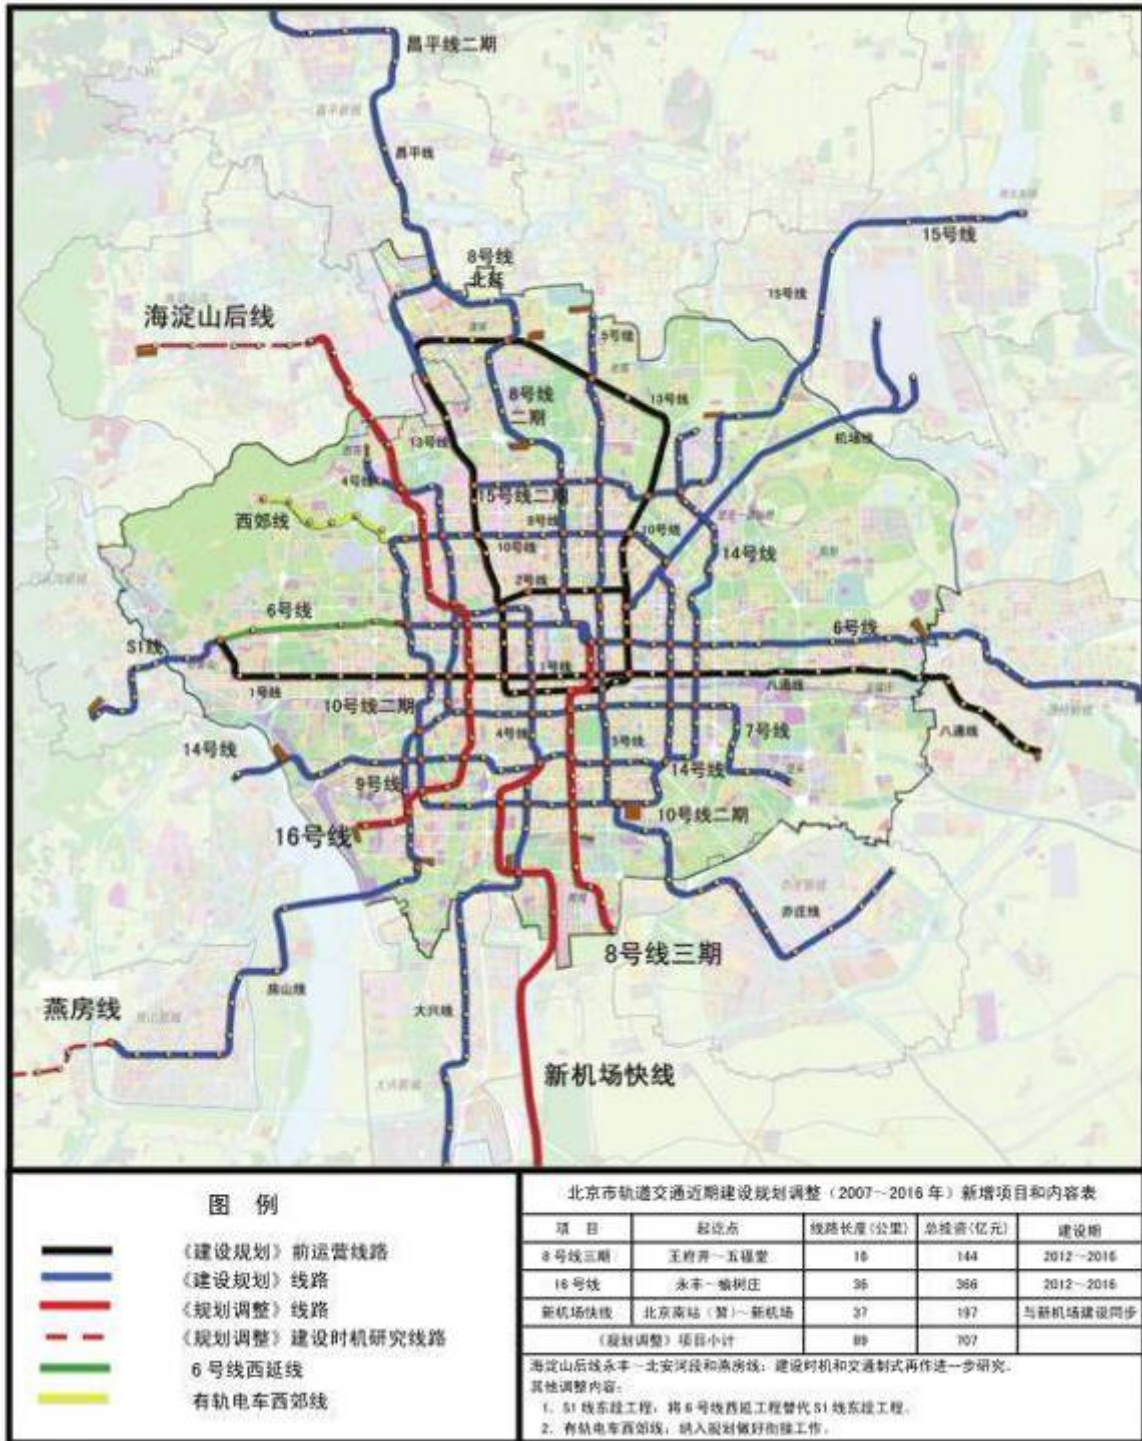 昌平线二期
昌平线
8号线
北延
15号线
15号线
海淀山后线
5号线
8号线
二期
13号线
13号线
机场线
4号线
15号线二期
西郊线
8号线
10号线
10号线
14号线
2号线
6号线
6号线
S1线
1号线
1号线
八通线
10号线二期
4号线
5号线
7号线
八通线
14号线
9号线
14号线
16号线
10号线二期
亦庄线
8号线三期
燕房线
房山线
大兴线
新机场快线
图 例
《建设规划》前运营线路
《建设规划》线路
《规划调整》线路
《规划调整》建设时机研究线路
6号线西延线
有轨电车西郊线
北京市轨道交通近期建设规划调整（2007~2016年）新增项目和内容表
项 目 起讫点 线路长度(公里) 总投资(亿元) 建设期
8号线三期 王府井~五福堂 16 144 2012~2016
16号线 永丰~榆树庄 36 366 2012~2016
新机场快线 北京南站（暂）~新机场 37 197 与新机场建设同步
《规划调整》项目小计 89 707
海淀山后线永丰~北安河段和燕房线：建设时机和交通制式再作进一步研究。
其他调整内容：
1. S1线东段工程：将6号线西延工程替代S1线东段工程。
2. 有轨电车西郊线：纳入规划做好衔接工作。